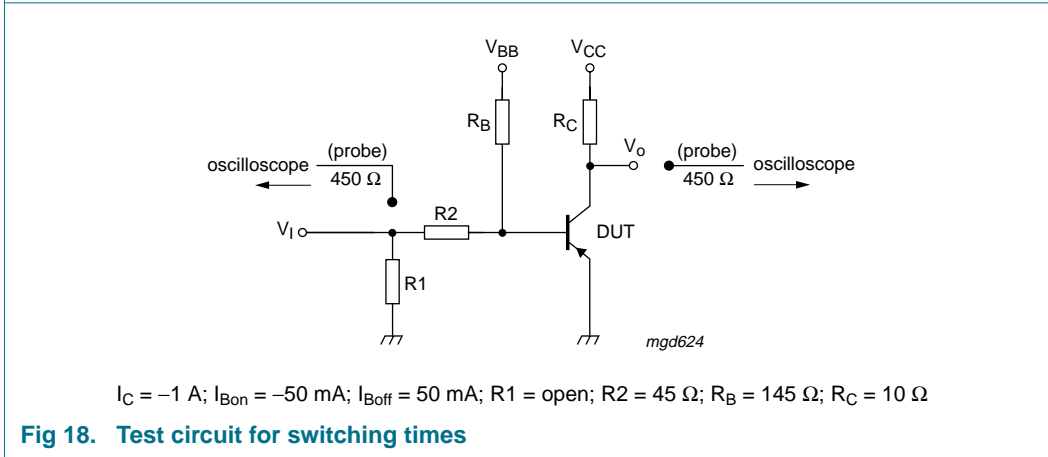 V_BB
V_CC
R_B
R_C
V_o
(probe)
oscilloscope
450 Ω
(probe)
oscilloscope
450 Ω
R2
V_I
DUT
R1
mgd624
I_C = −1 A; I_Bon = −50 mA; I_Boff = 50 mA; R1 = open; R2 = 45 Ω; R_B = 145 Ω; R_C = 10 Ω
Fig 18. Test circuit for switching times